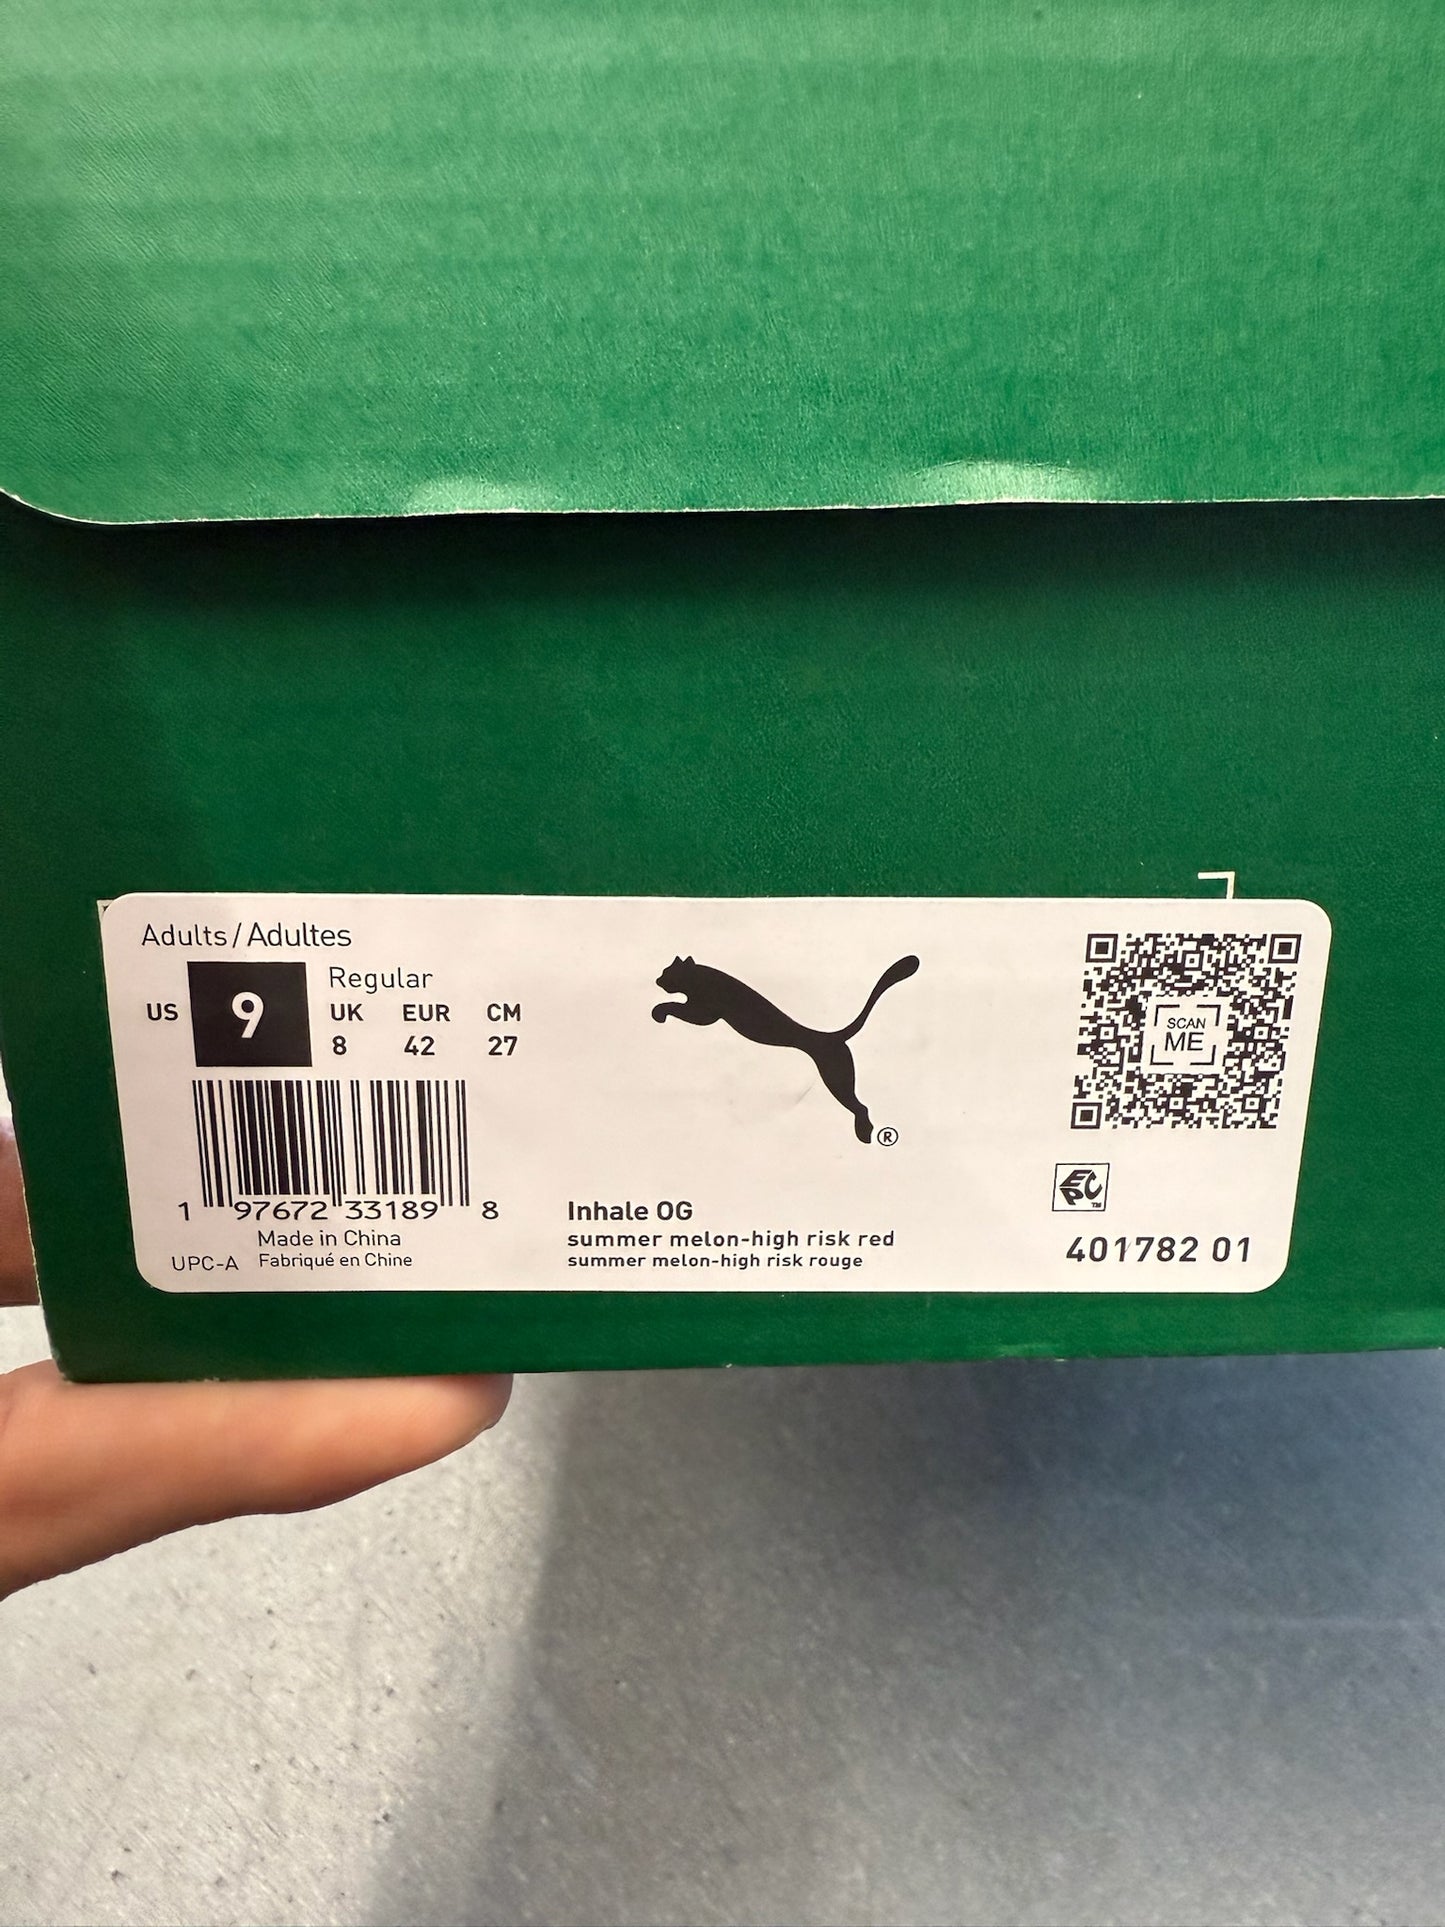 Adults/Adultes
US 9
Regular
UK EUR CM
8 42 27
1 97672 33189 8
Made in China
UPC-A Fabriqué en Chine
®
Inhale OG
summer melon-high risk red
summer melon-high risk rouge
SCAN
ME
EPC™
401782 01